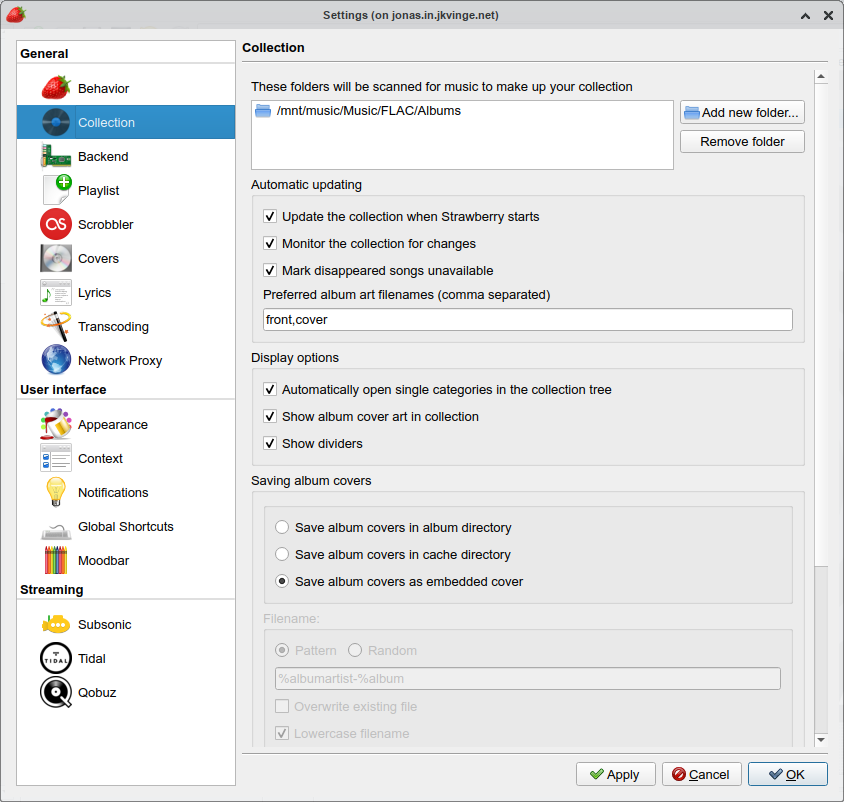 Settings (on jonas.in.jkvinge.net)
General
Behavior
Collection
Backend
Playlist
Scrobbler
Covers
Lyrics
Transcoding
Network Proxy
User interface
Appearance
Context
Notifications
Global Shortcuts
Moodbar
Streaming
Subsonic
TIDAL
Tidal
Qobuz
Collection
These folders will be scanned for music to make up your collection
/mnt/music/Music/FLAC/Albums
Add new folder...
Remove folder
Automatic updating
Update the collection when Strawberry starts
Monitor the collection for changes
Mark disappeared songs unavailable
Preferred album art filenames (comma separated)
front,cover
Display options
Automatically open single categories in the collection tree
Show album cover art in collection
Show dividers
Saving album covers
Save album covers in album directory
Save album covers in cache directory
Save album covers as embedded cover
Filename:
Pattern Random
%albumartist-%album
Overwrite existing file
Lowercase filename
Apply Cancel OK